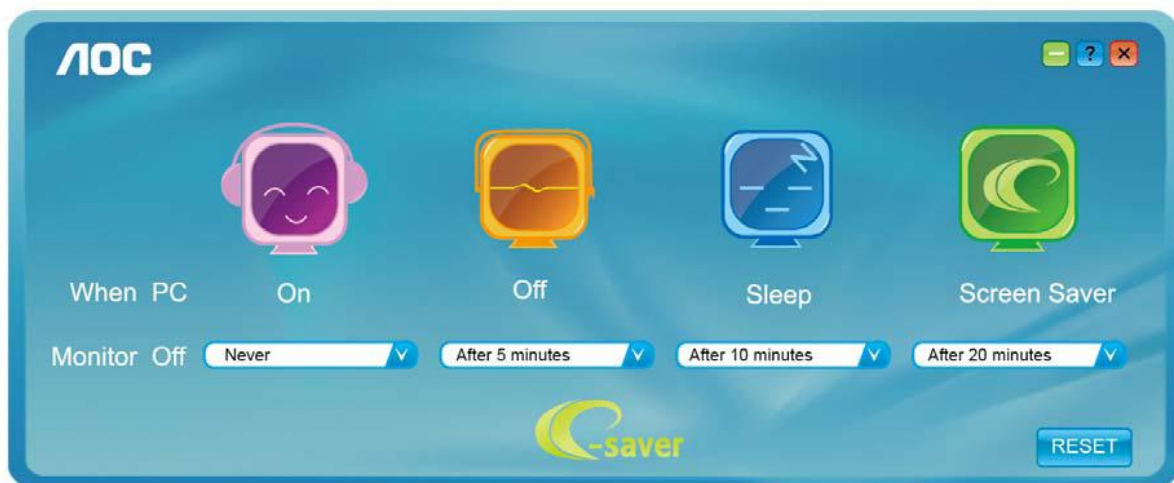 AOC
?
When PC On Off Sleep Screen Saver
Monitor Off Never After 5 minutes After 10 minutes After 20 minutes
e-saver
RESET